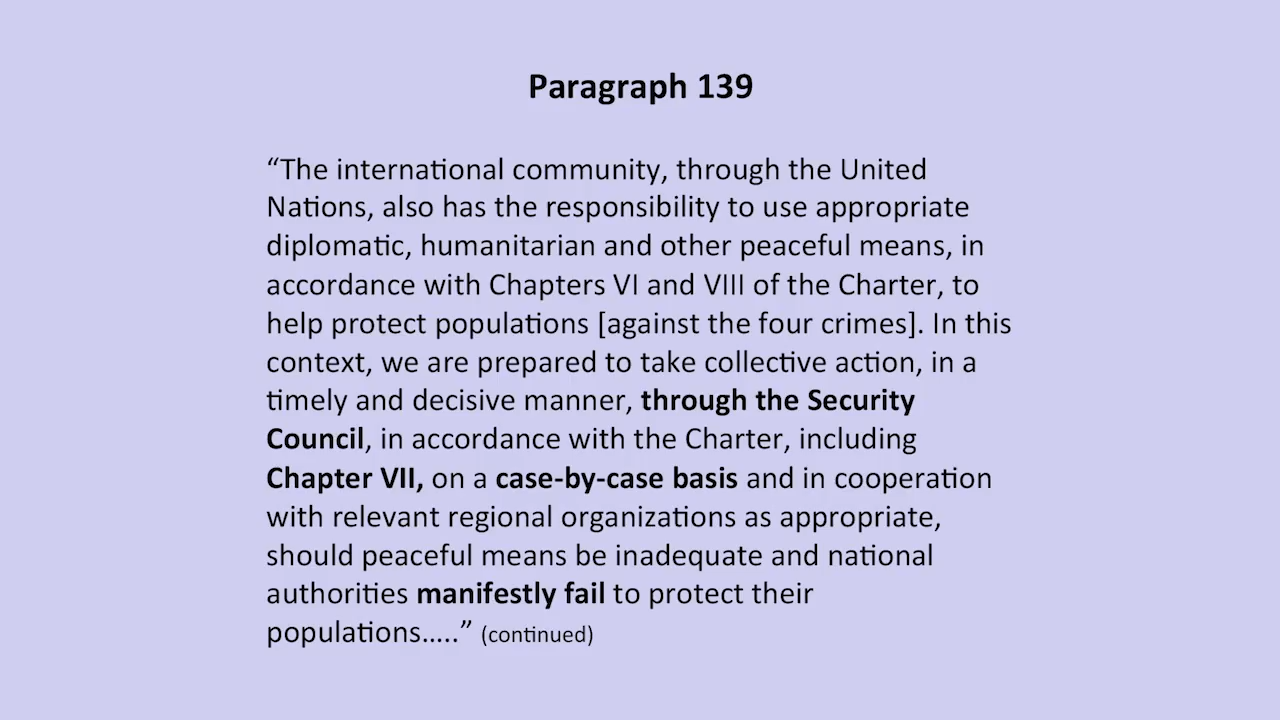 Paragraph 139
“The international community, through the United
Nations, also has the responsibility to use appropriate
diplomatic, humanitarian and other peaceful means, in
accordance with Chapters VI and VIII of the Charter, to
help protect populations [against the four crimes]. In this
context, we are prepared to take collective action, in a
timely and decisive manner, through the Security
Council, in accordance with the Charter, including
Chapter VII, on a case-by-case basis and in cooperation
with relevant regional organizations as appropriate,
should peaceful means be inadequate and national
authorities manifestly fail to protect their
populations.....” (continued)